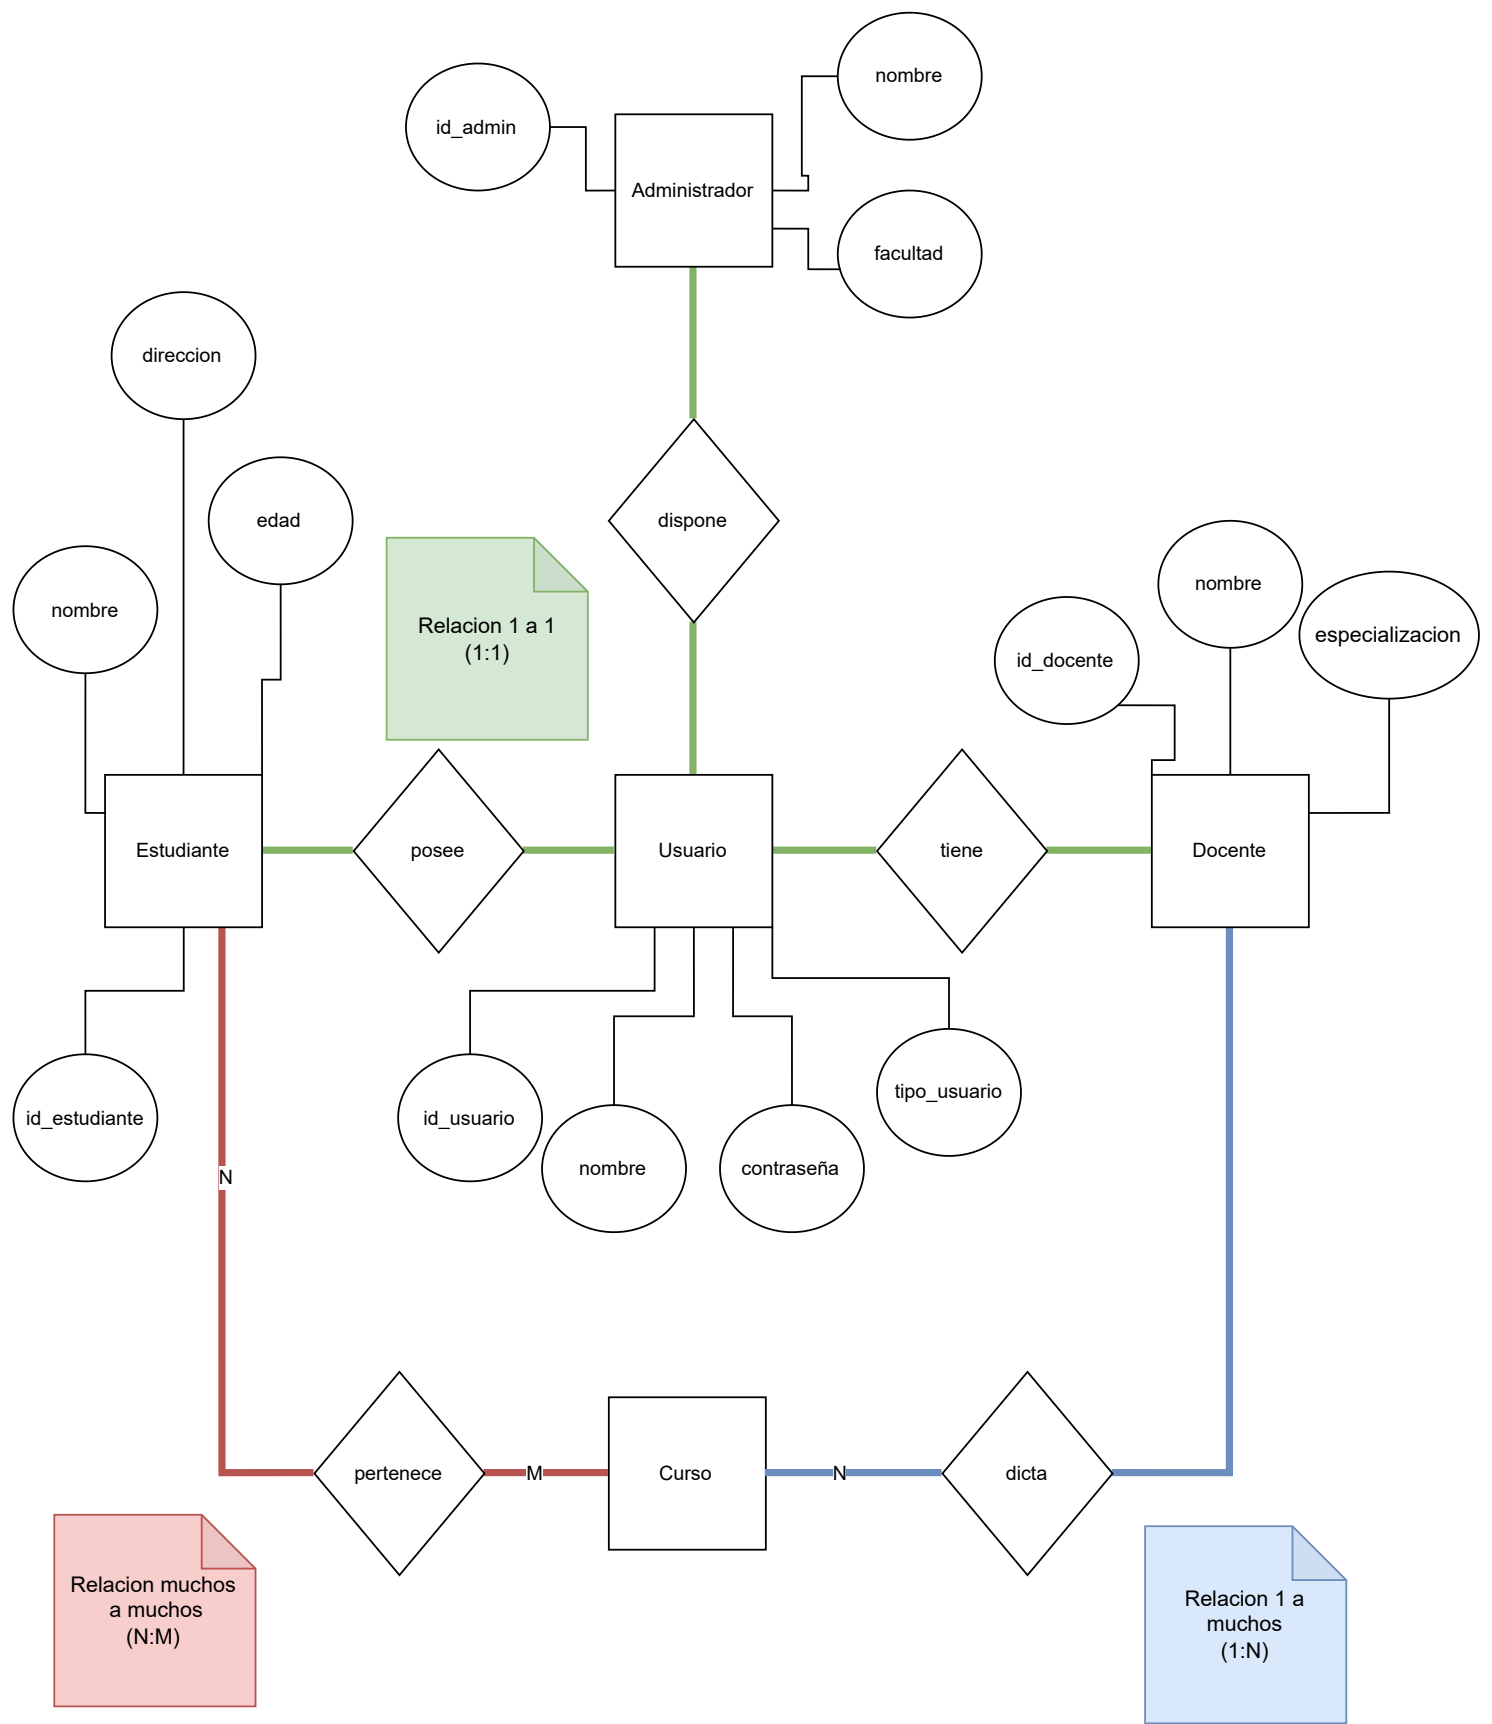 nombre
id_admin
Administrador
facultad
direccion
edad
dispone
nombre
nombre
Relacion 1 a 1
(1:1)
id_docente
especializacion
Estudiante
posee
Usuario
tiene
Docente
id_estudiante
id_usuario
nombre
contraseña
tipo_usuario
N
pertenece
M
Curso
N
dicta
Relacion muchos
a muchos
(N:M)
Relacion 1 a
muchos
(1:N)